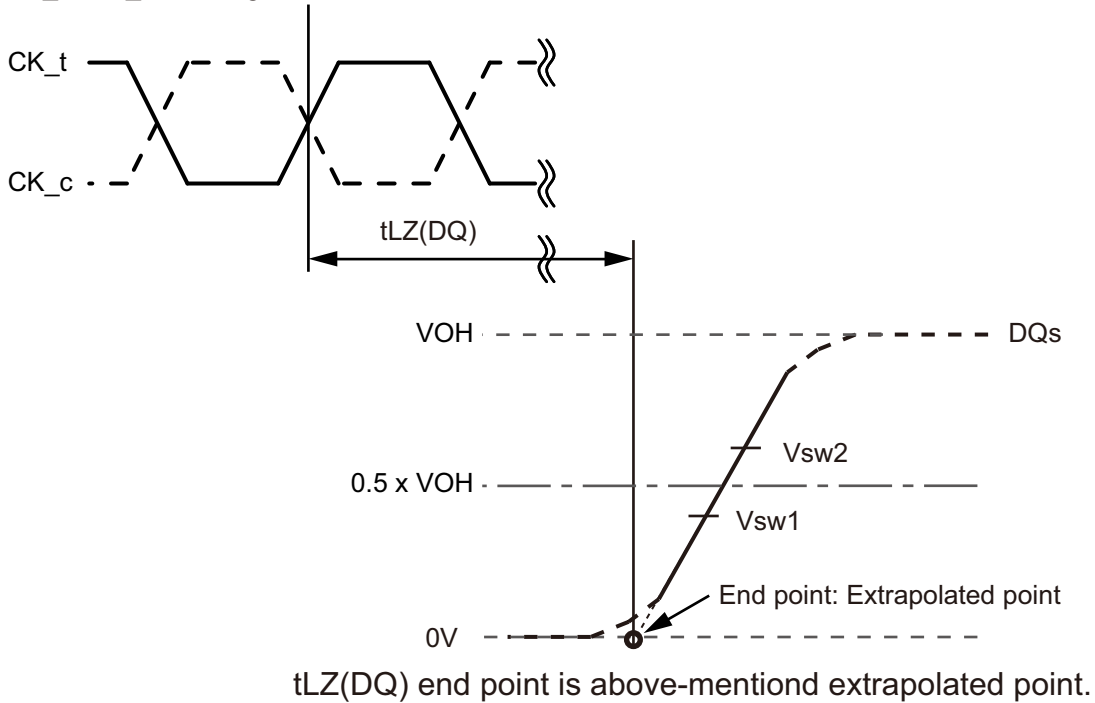 CK_t
CK_c
tLZ(DQ)
VOH
DQs
Vsw2
0.5 x VOH
Vsw1
End point: Extrapolated point
0V
tLZ(DQ) end point is above-mentiond extrapolated point.